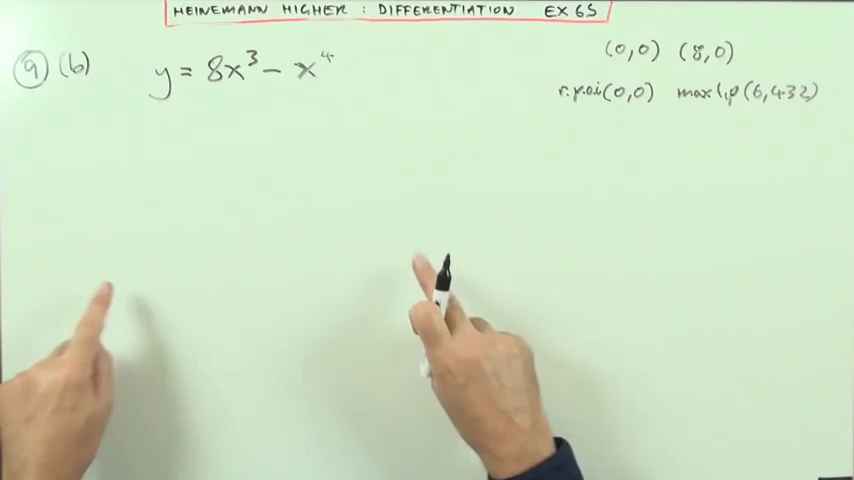 HEINEMANN HIGHER : DIFFERENTIATION EX 6S
9 (b) y = 8x³ − x⁴
(0,0) (8,0)
r.p.o.i (0,0) max t.p (6,432)